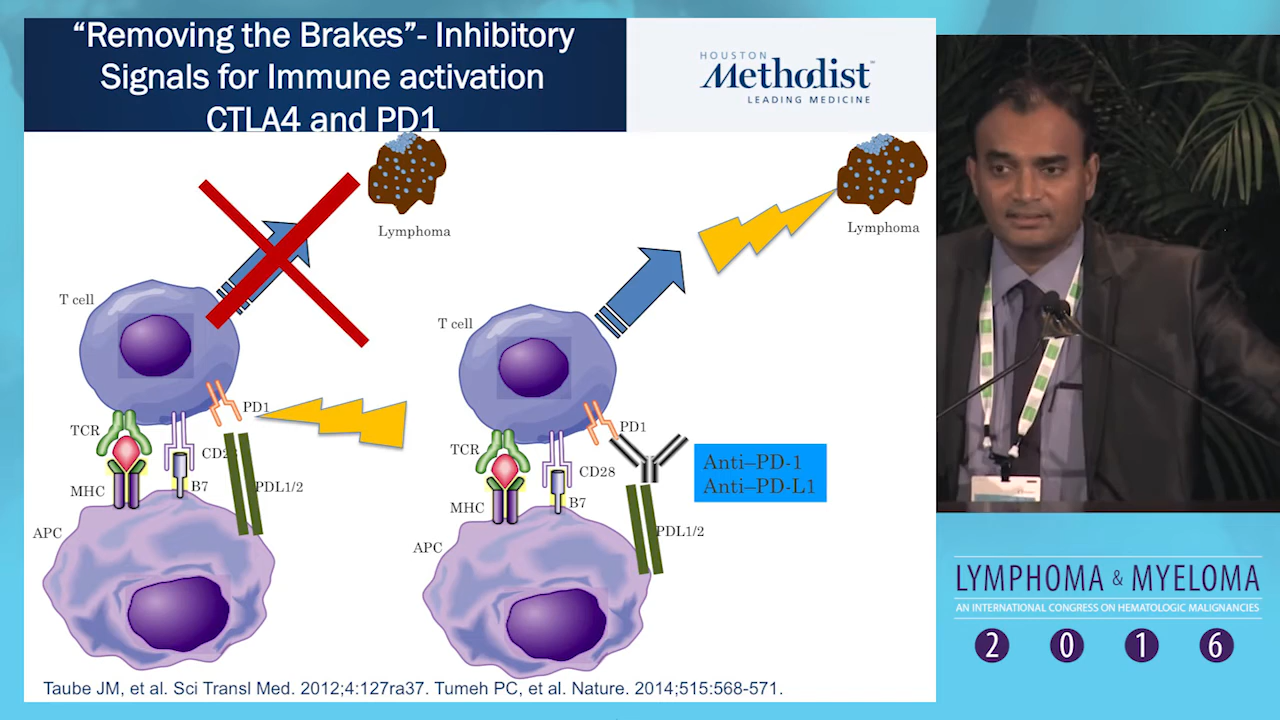 “Removing the Brakes”- Inhibitory
Signals for Immune activation
CTLA4 and PD1
HOUSTON
Methodist
LEADING MEDICINE
Lymphoma
T cell
PD1
TCR
CD28
MHC
B7
PDL1/2
APC
Lymphoma
T cell
PD1
TCR
CD28
MHC
B7
PDL1/2
APC
Anti–PD-1
Anti–PD-L1
Taube JM, et al. Sci Transl Med. 2012;4:127ra37. Tumeh PC, et al. Nature. 2014;515:568-571.
LYMPHOMA & MYELOMA
AN INTERNATIONAL CONGRESS ON HEMATOLOGIC MALIGNANCIES
2 0 1 6